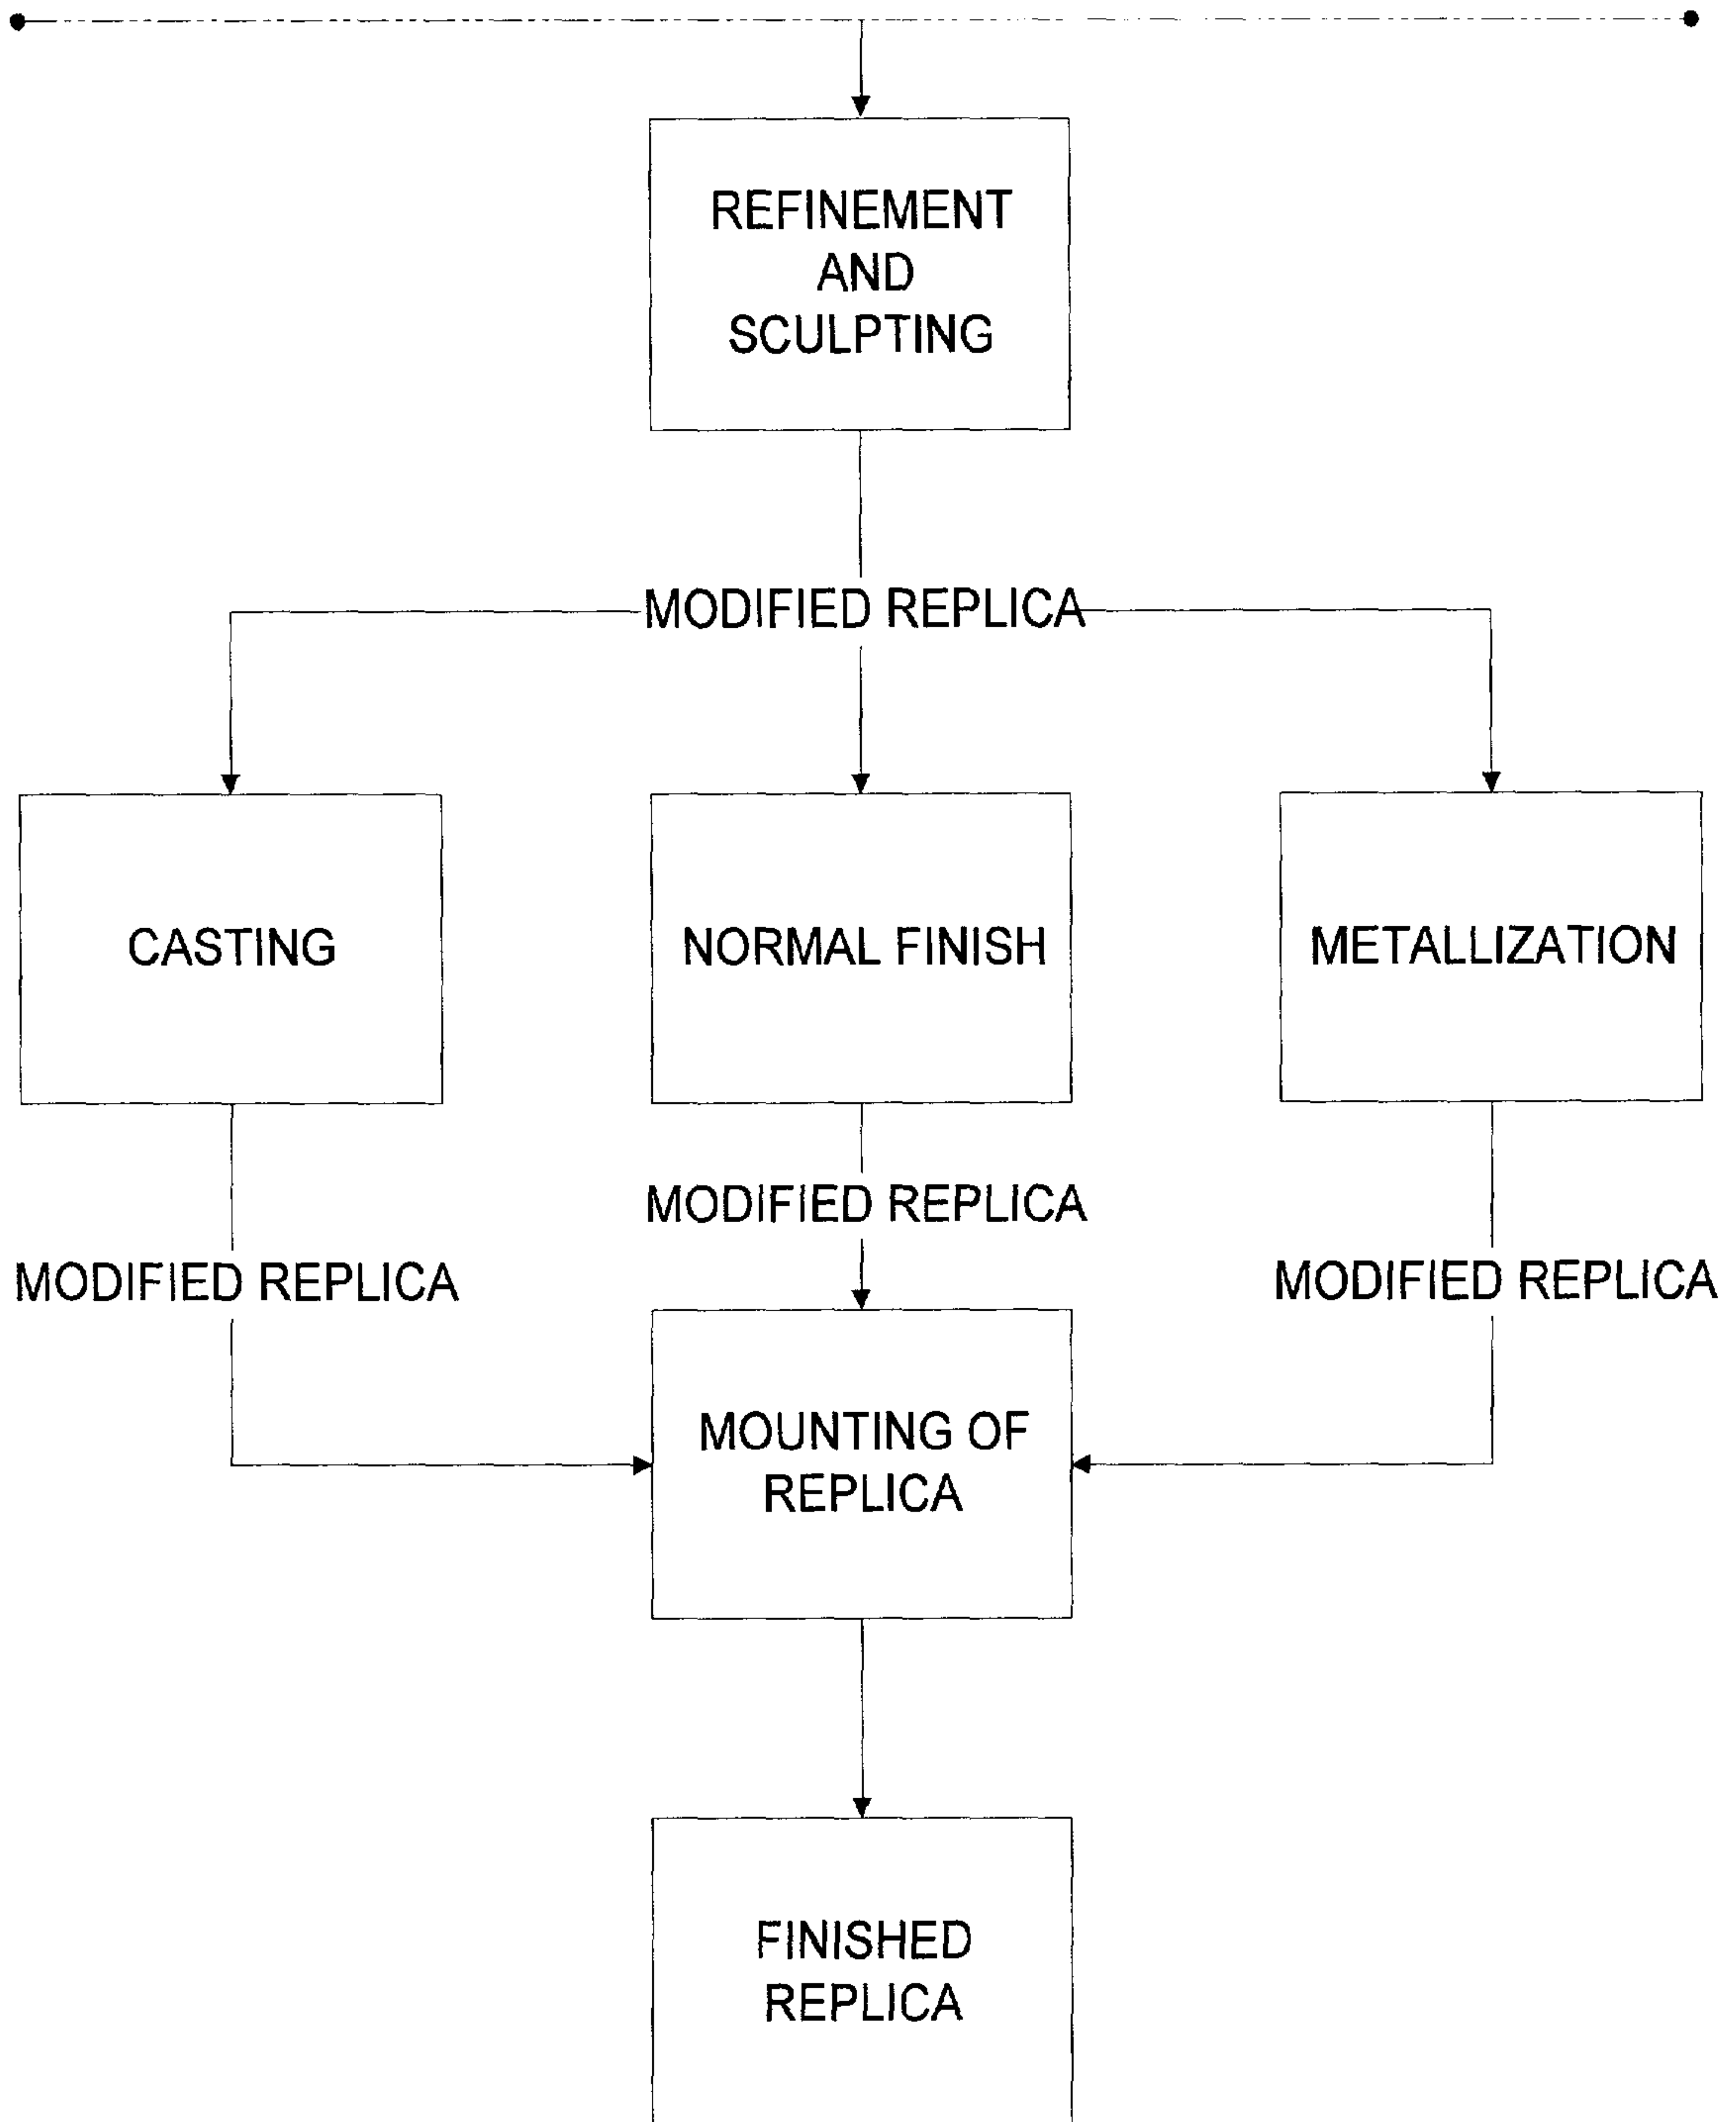 REFINEMENT
AND
SCULPTING
MODIFIED REPLICA
CASTING
NORMAL FINISH
METALLIZATION
MODIFIED REPLICA
MODIFIED REPLICA
MODIFIED REPLICA
MOUNTING OF
REPLICA
FINISHED
REPLICA